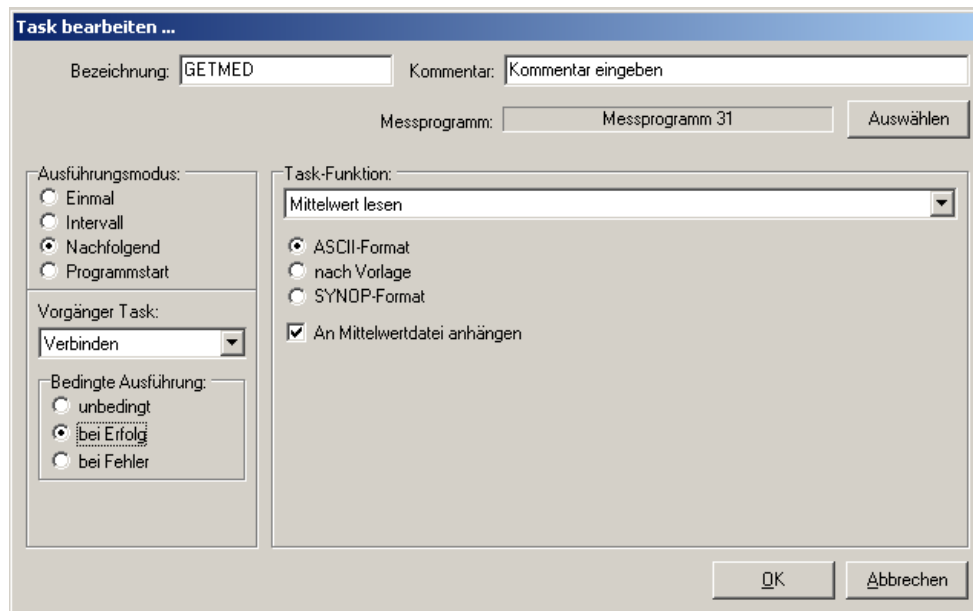 Task bearbeiten ...
Bezeichnung: GETMED Kommentar: Kommentar eingeben
Messprogramm: Messprogramm 31 Auswählen
Ausführungsmodus:
Einmal
Intervall
Nachfolgend
Programmstart
Vorgänger Task:
Verbinden
Bedingte Ausführung:
unbedingt
bei Erfolg
bei Fehler
Task-Funktion:
Mittelwert lesen
ASCII-Format
nach Vorlage
SYNOP-Format
An Mittelwertdatei anhängen
OK Abbrechen